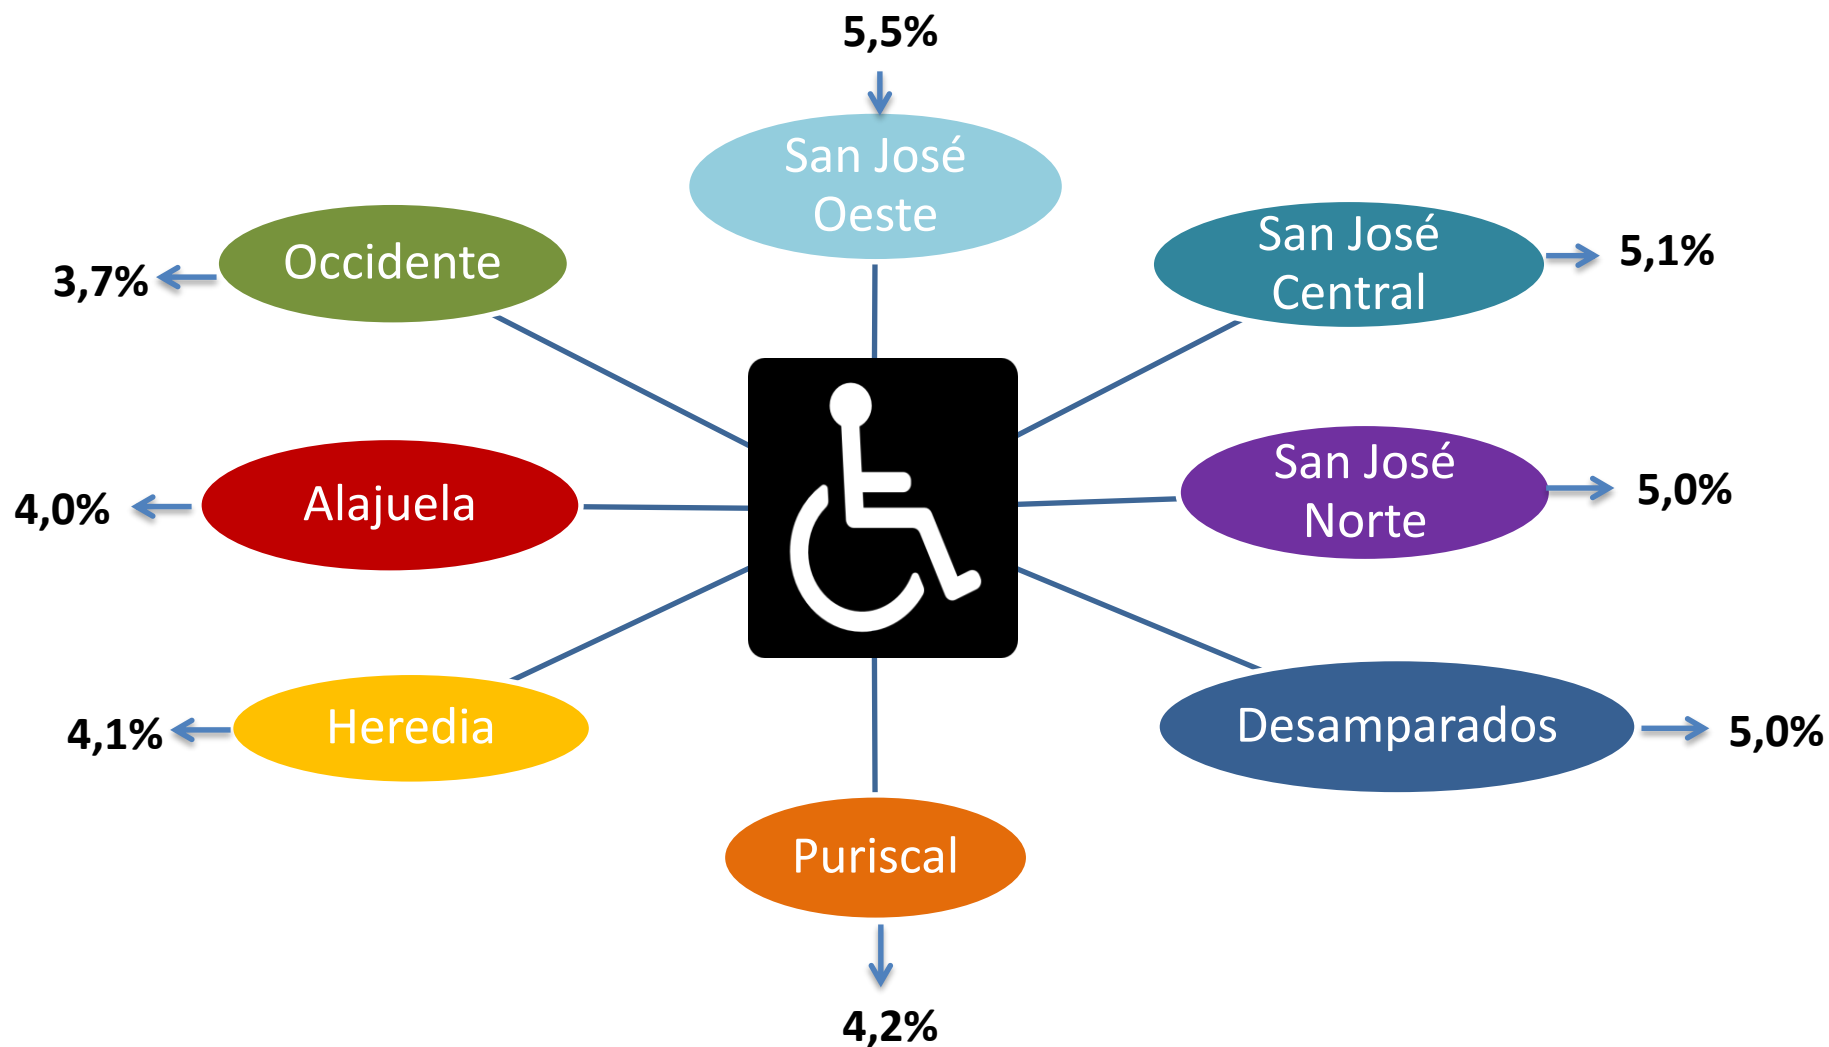 5,5%
San José
Oeste
San José
Central
5,1%
San José
Norte
5,0%
Desamparados
5,0%
Puriscal
4,2%
Heredia
4,1%
Alajuela
4,0%
Occidente
3,7%